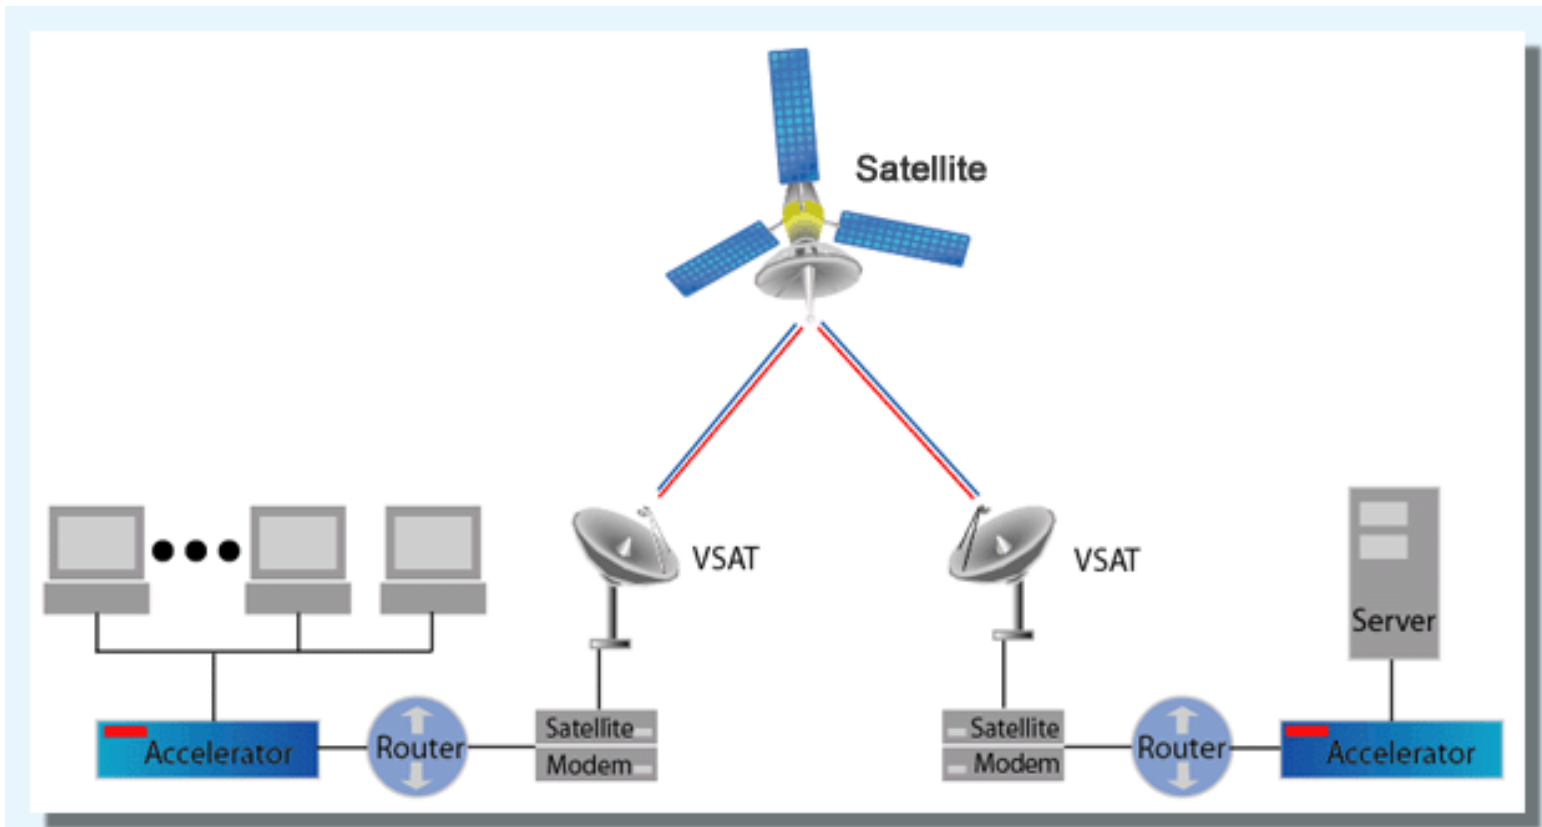 Satellite
VSAT
VSAT
Server
Accelerator
Router
Satellite
Modem
Satellite
Modem
Router
Accelerator